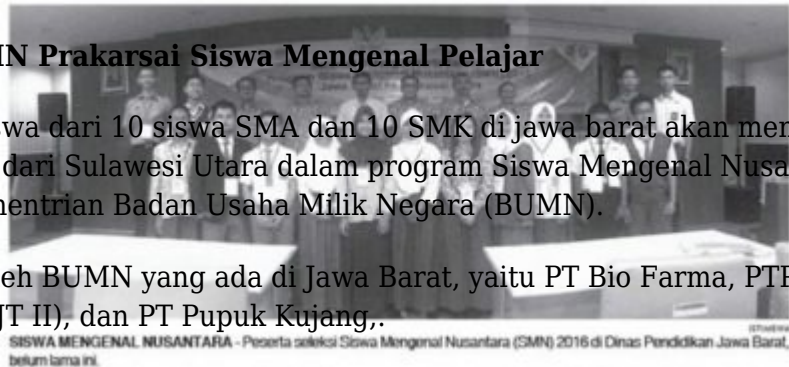 IN Prakarsai Siswa Mengenal Pelajar
wa dari 10 siswa SMA dan 10 SMK di jawa barat akan men
dari Sulawesi Utara dalam program Siswa Mengenal Nusa
mentrian Badan Usaha Milik Negara (BUMN).
eh BUMN yang ada di Jawa Barat, yaitu PT Bio Farma, PTP
JT II), dan PT Pupuk Kujang,.
SISWA MENGENAL NUSANTARA - Peserta seleksi Siswa Mengenal Nusantara (SMN) 2016 di Dinas Pendidikan Jawa Barat,
belum lama ini.